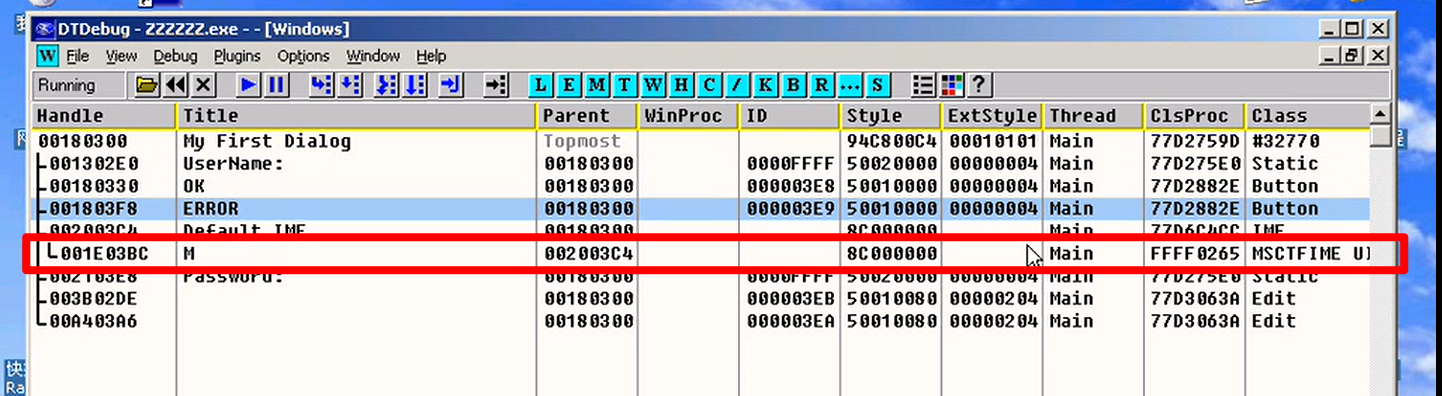 DTDebug - ZZZZZZ.exe - - [Windows]
W File View Debug Plugins Options Window Help
Running L E M T W H C / K B R ... S ?
Handle Title Parent WinProc ID Style ExtStyle Thread ClsProc Class
00180300 My First Dialog Topmost 94C800C4 00010101 Main 77D2759D #32770
001302E0 UserName: 00180300 0000FFFF 50020000 00000004 Main 77D275E0 Static
00180330 OK 00180300 000003E8 50010000 00000004 Main 77D2882E Button
001803F8 ERROR 00180300 000003E9 50010000 00000004 Main 77D2882E Button
002003C4 Default IME 00180300 8C000000 Main 77D6C4CC IME
001E03BC M 002003C4 8C000000 Main FFFF0265 MSCTFIME UI
002103E8 Password: 00180300 0000FFFF 50020000 00000004 Main 77D275E0 Static
003B02DE 00180300 000003EB 50010080 00000204 Main 77D3063A Edit
00A403A6 00180300 000003EA 50010080 00000204 Main 77D3063A Edit
快
Ra